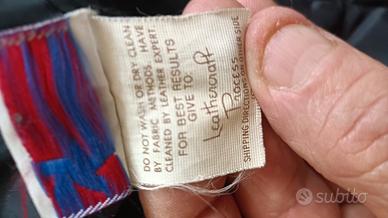 DO NOT WASH OR DRY CLEAN
BY FABRIC METHODS. HAVE
CLEANED BY LEATHER EXPERT
FOR BEST RESULTS
GIVE TO:
Leathercraft
Process
SHIPPING DIRECTIONS ON OTHER SIDE
subito